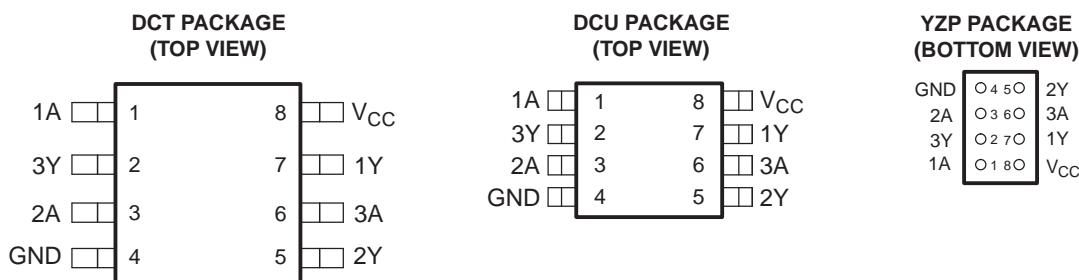 DCT PACKAGE
(TOP VIEW)
1A 1 8 VCC
3Y 2 7 1Y
2A 3 6 3A
GND 4 5 2Y
DCU PACKAGE
(TOP VIEW)
1A 1 8 VCC
3Y 2 7 1Y
2A 3 6 3A
GND 4 5 2Y
YZP PACKAGE
(BOTTOM VIEW)
GND 4 5 2Y
2A 3 6 3A
3Y 2 7 1Y
1A 1 8 VCC